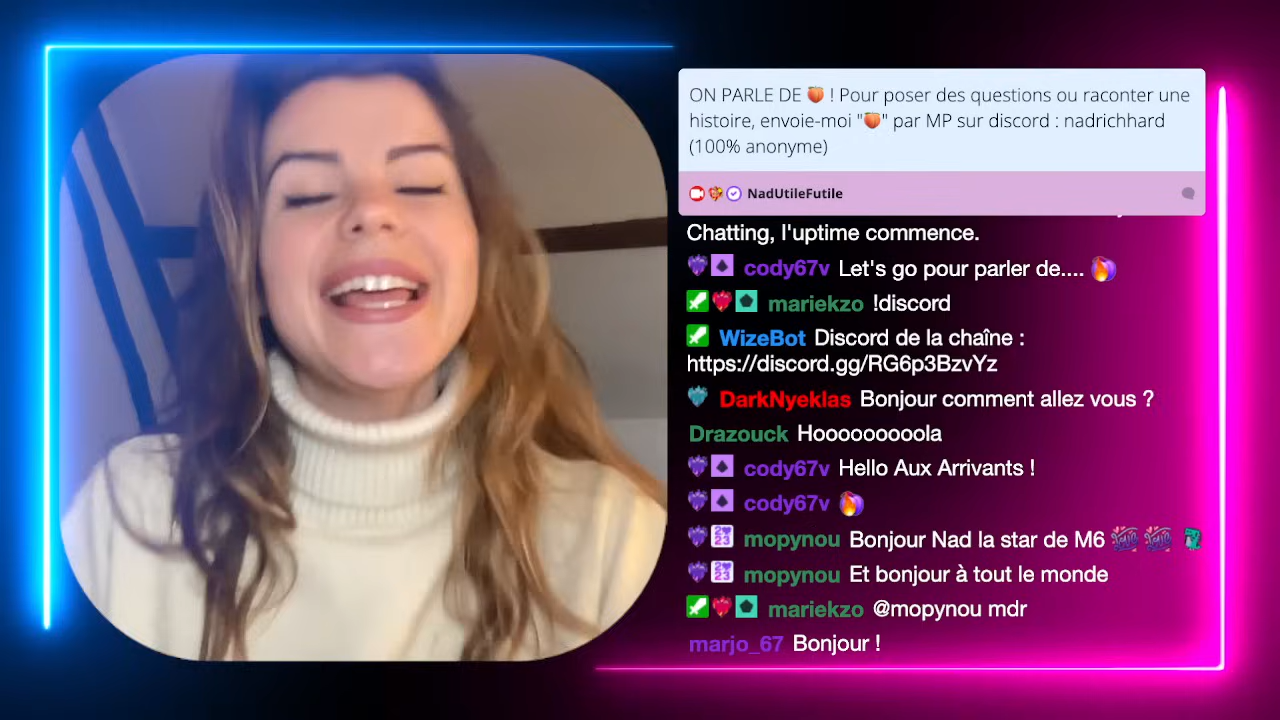 ON PARLE DE 🍑 ! Pour poser des questions ou raconter une
histoire, envoie-moi "🍑" par MP sur discord : nadrichhard
(100% anonyme)
NadUtileFutile
Chatting, l'uptime commence.
cody67v Let's go pour parler de....
mariekzo !discord
WizeBot Discord de la chaîne :
https://discord.gg/RG6p3BzvYz
DarkNyeklas Bonjour comment allez vous ?
Drazouck Hooooooooola
cody67v Hello Aux Arrivants !
cody67v
mopynou Bonjour Nad la star de M6
mopynou Et bonjour à tout le monde
mariekzo @mopynou mdr
marjo_67 Bonjour !